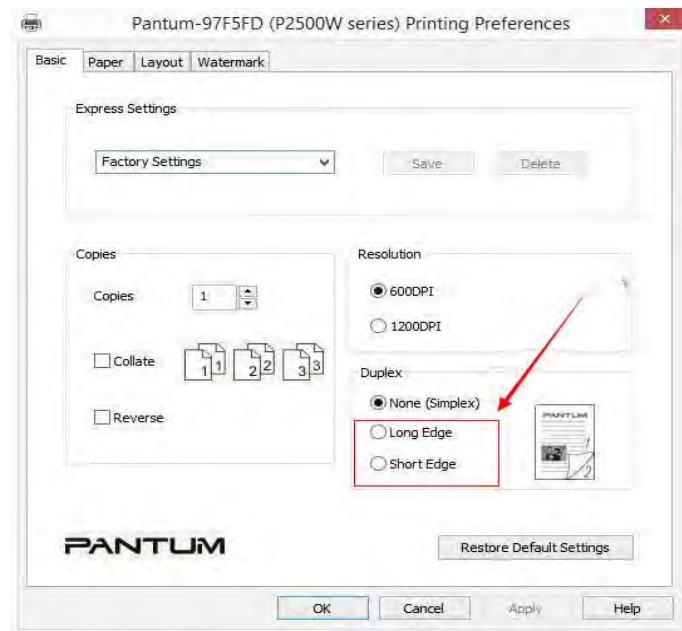 Pantum-97F5FD (P2500W series) Printing Preferences
Basic Paper Layout Watermark
Express Settings
Factory Settings Save Delete
Copies
Copies 1
Collate 1 1 2 2 3 3
Reverse
Resolution
600DPI
1200DPI
Duplex
None (Simplex)
Long Edge
Short Edge
PANTUM
1
2
PANTUM
Restore Default Settings
OK Cancel Apply Help